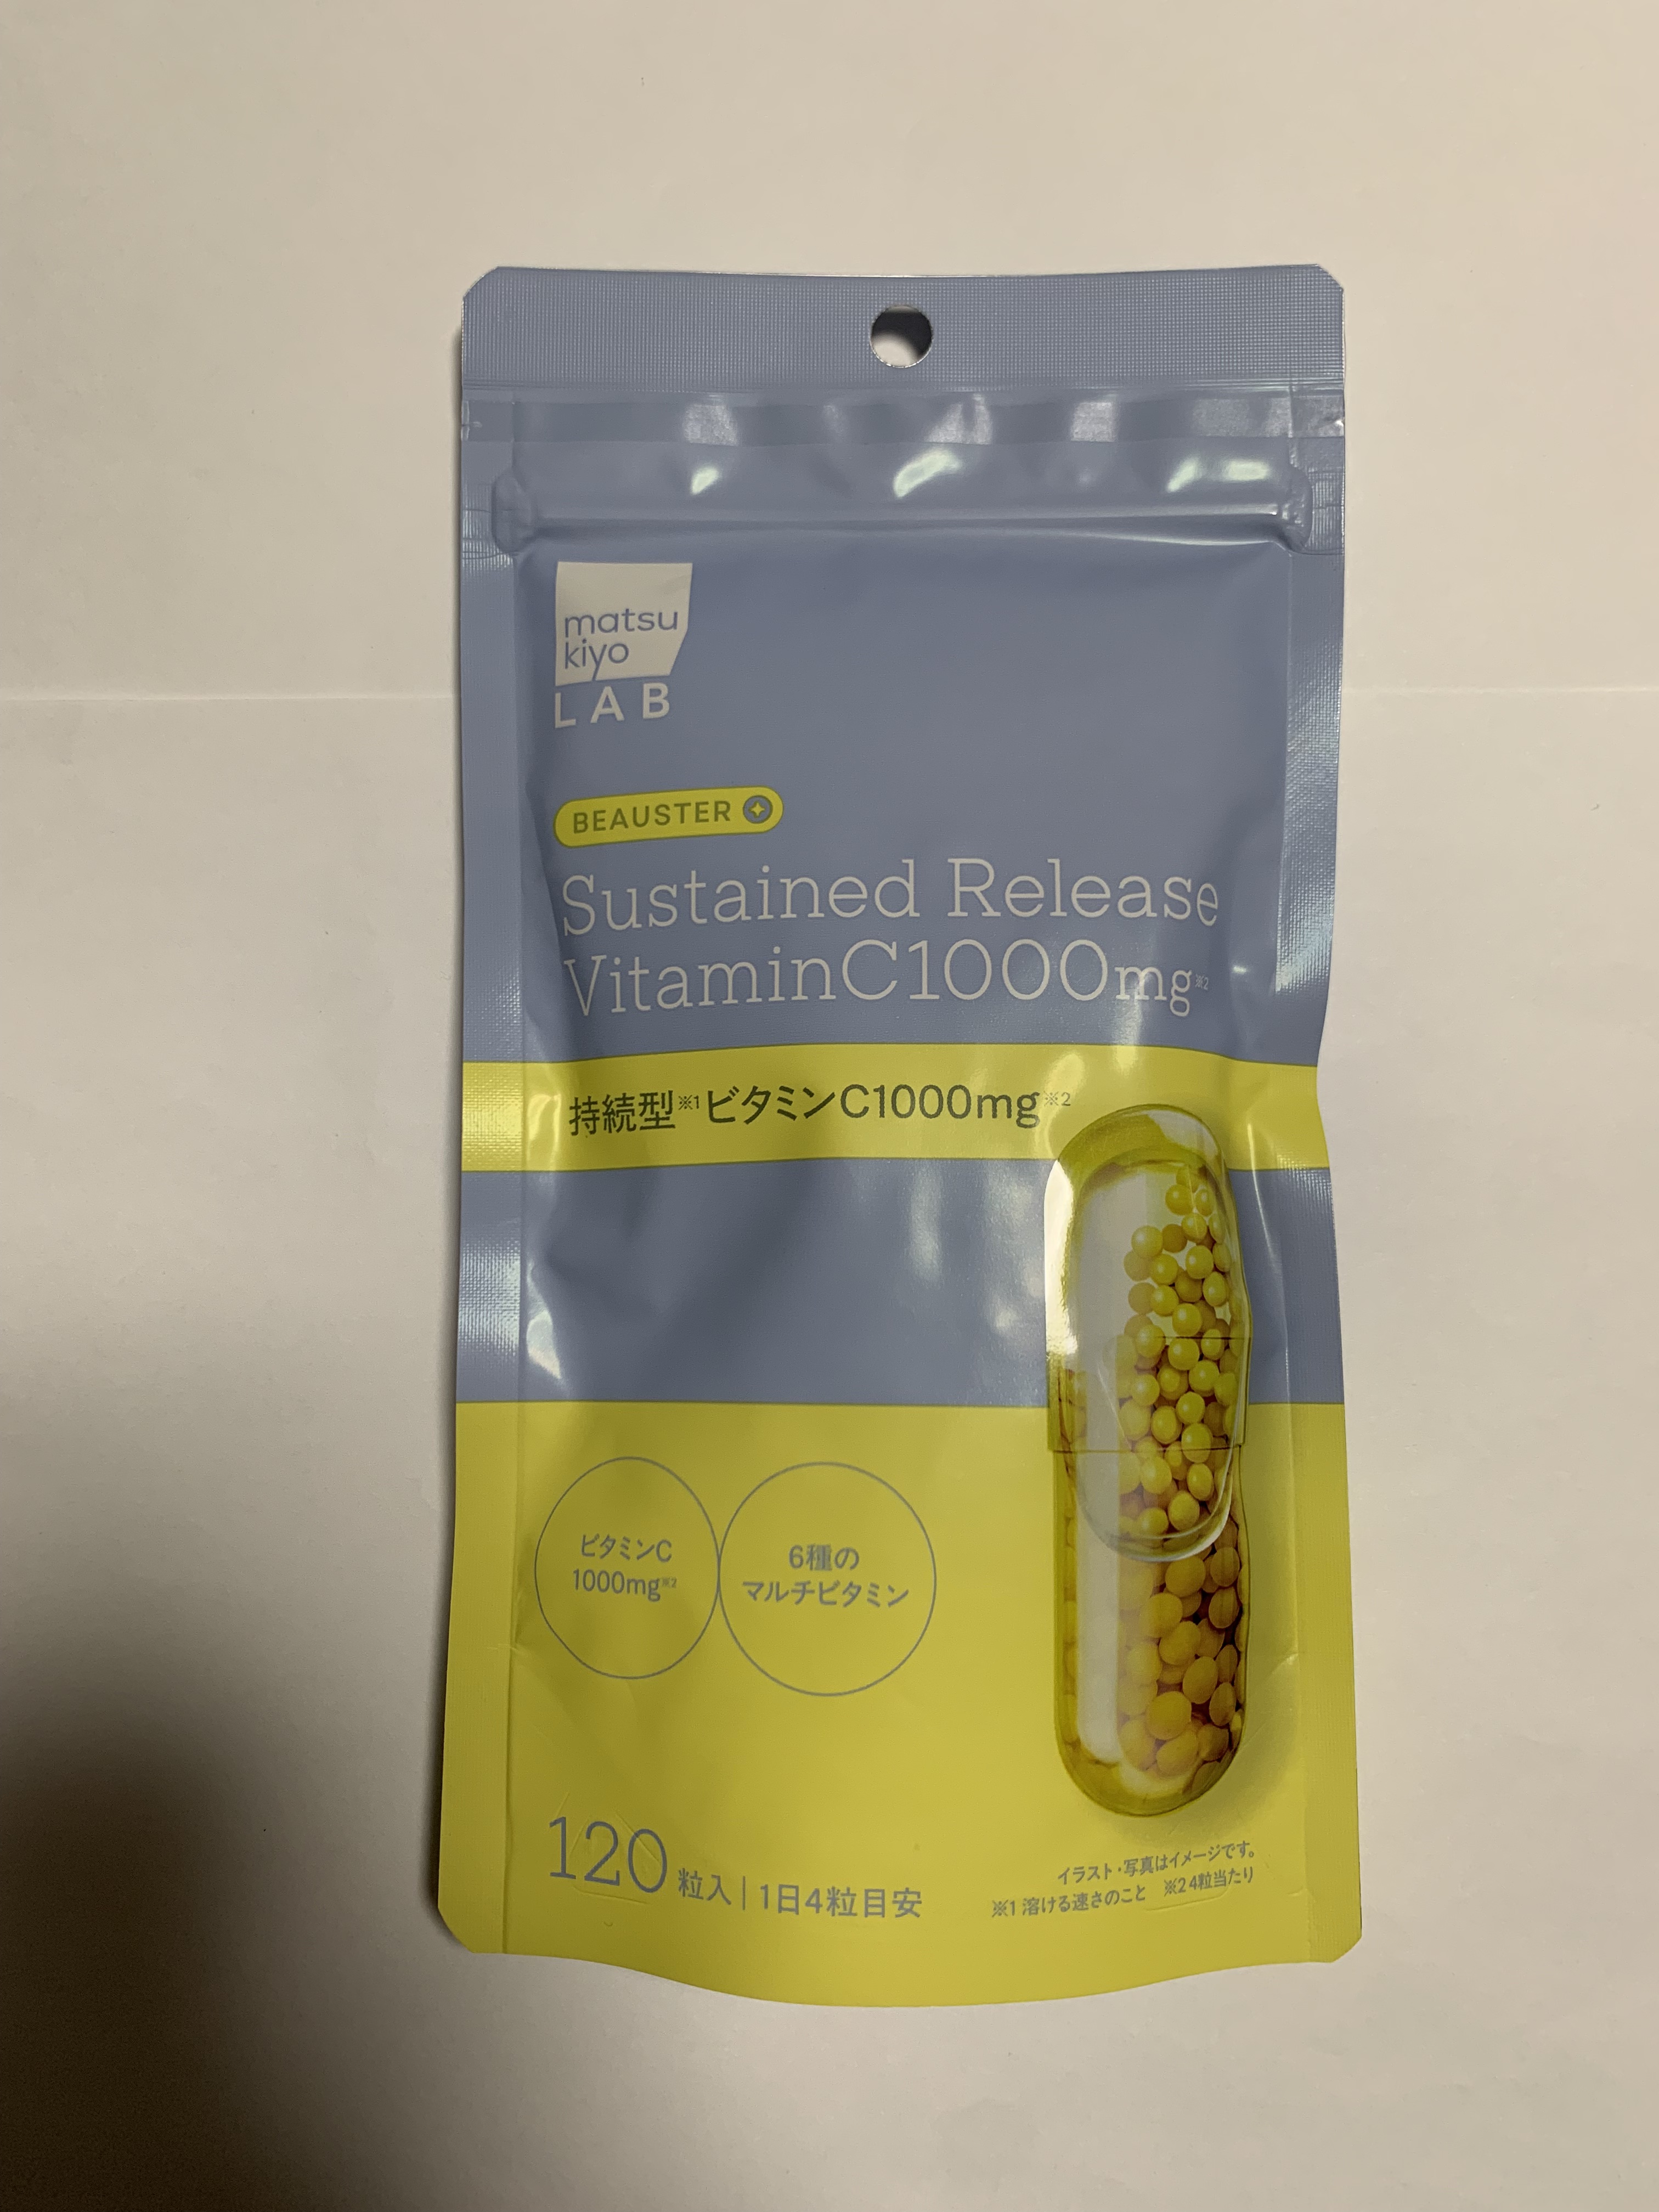 matsu
kiyo
LAB
BEAUSTER
Sustained Release
VitaminC1000mg※2
持続型※1ビタミンC1000mg※2
ビタミンC
1000mg※2
6種の
マルチビタミン
120粒入|1日4粒目安
イラスト・写真はイメージです。
※1 溶ける速さのこと ※2 4粒当たり